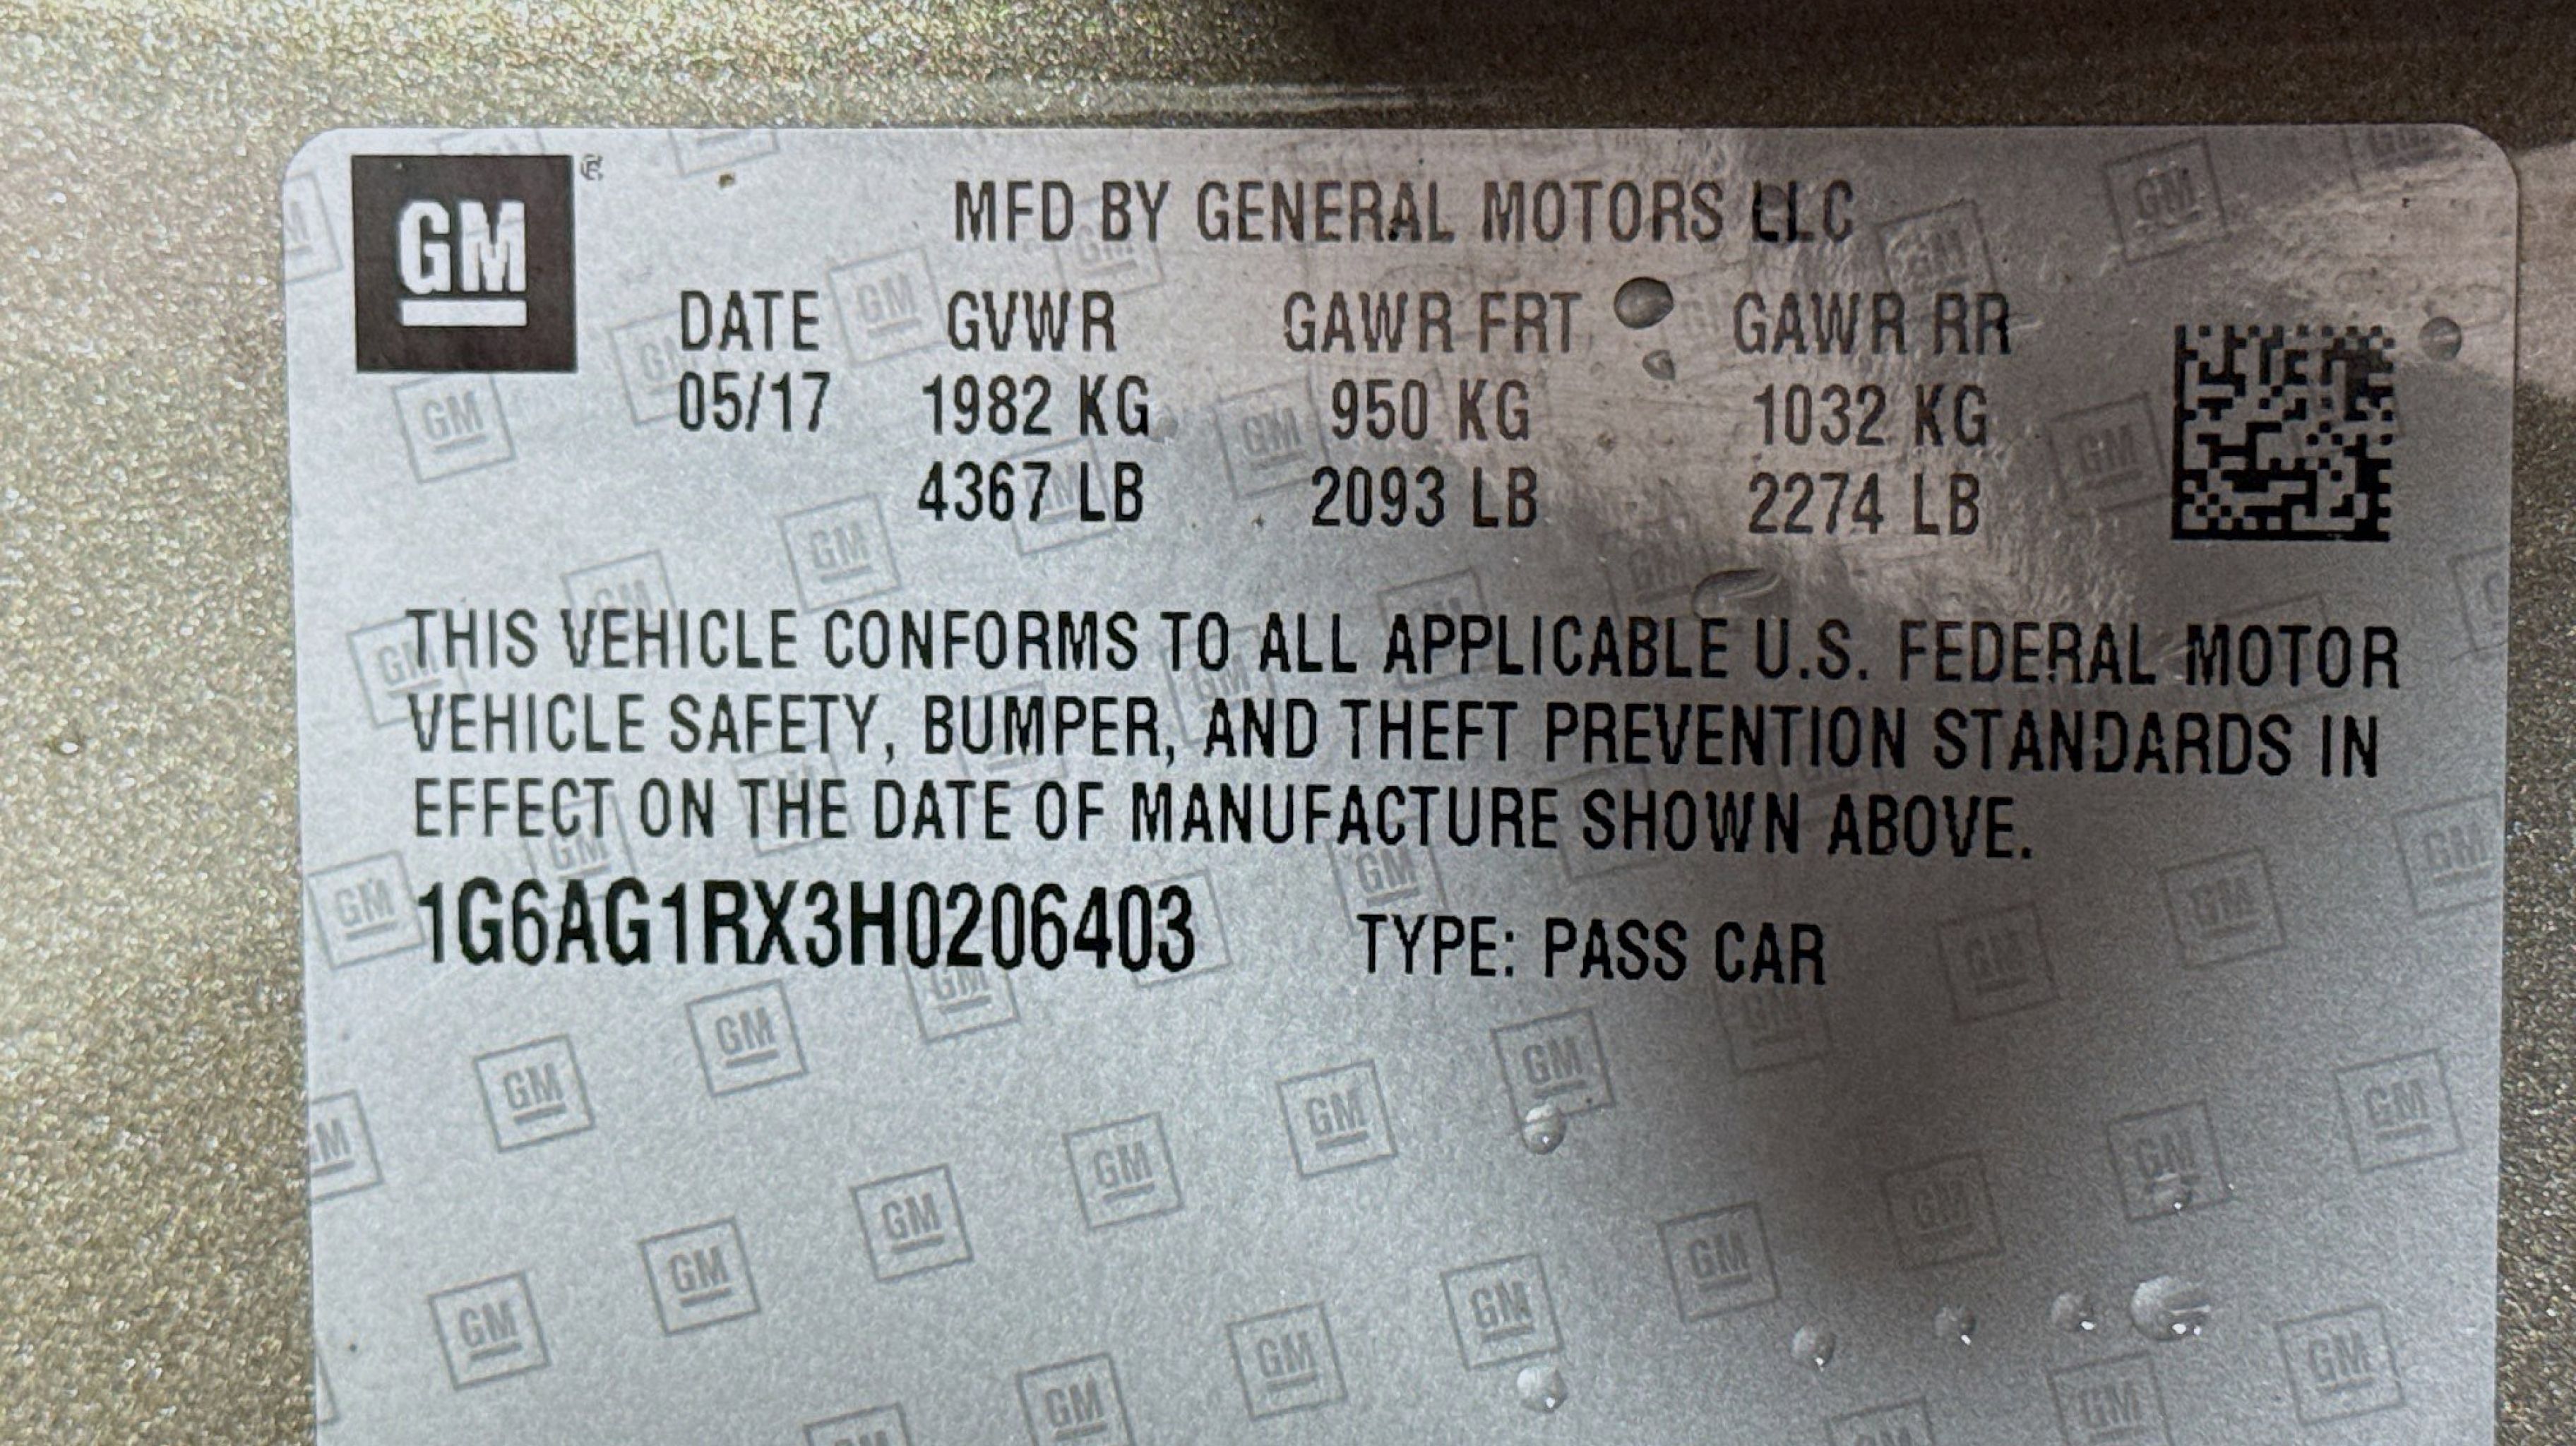 GM
MFD BY GENERAL MOTORS LLC
DATE GVWR GAWR FRT GAWR RR
05/17 1982 KG 950 KG 1032 KG
4367 LB 2093 LB 2274 LB
THIS VEHICLE CONFORMS TO ALL APPLICABLE U.S. FEDERAL MOTOR
VEHICLE SAFETY, BUMPER, AND THEFT PREVENTION STANDARDS IN
EFFECT ON THE DATE OF MANUFACTURE SHOWN ABOVE.
1G6AG1RX3H0206403 TYPE: PASS CAR